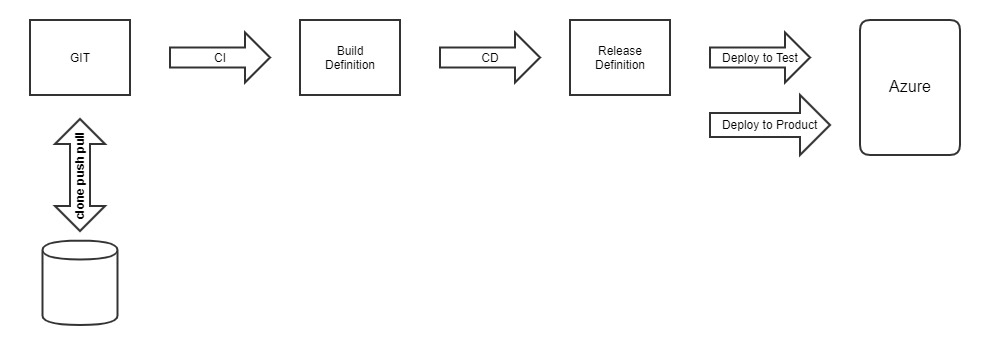 GIT
CI
Build
Definition
CD
Release
Definition
Deploy to Test
Deploy to Product
Azure
clone push pull